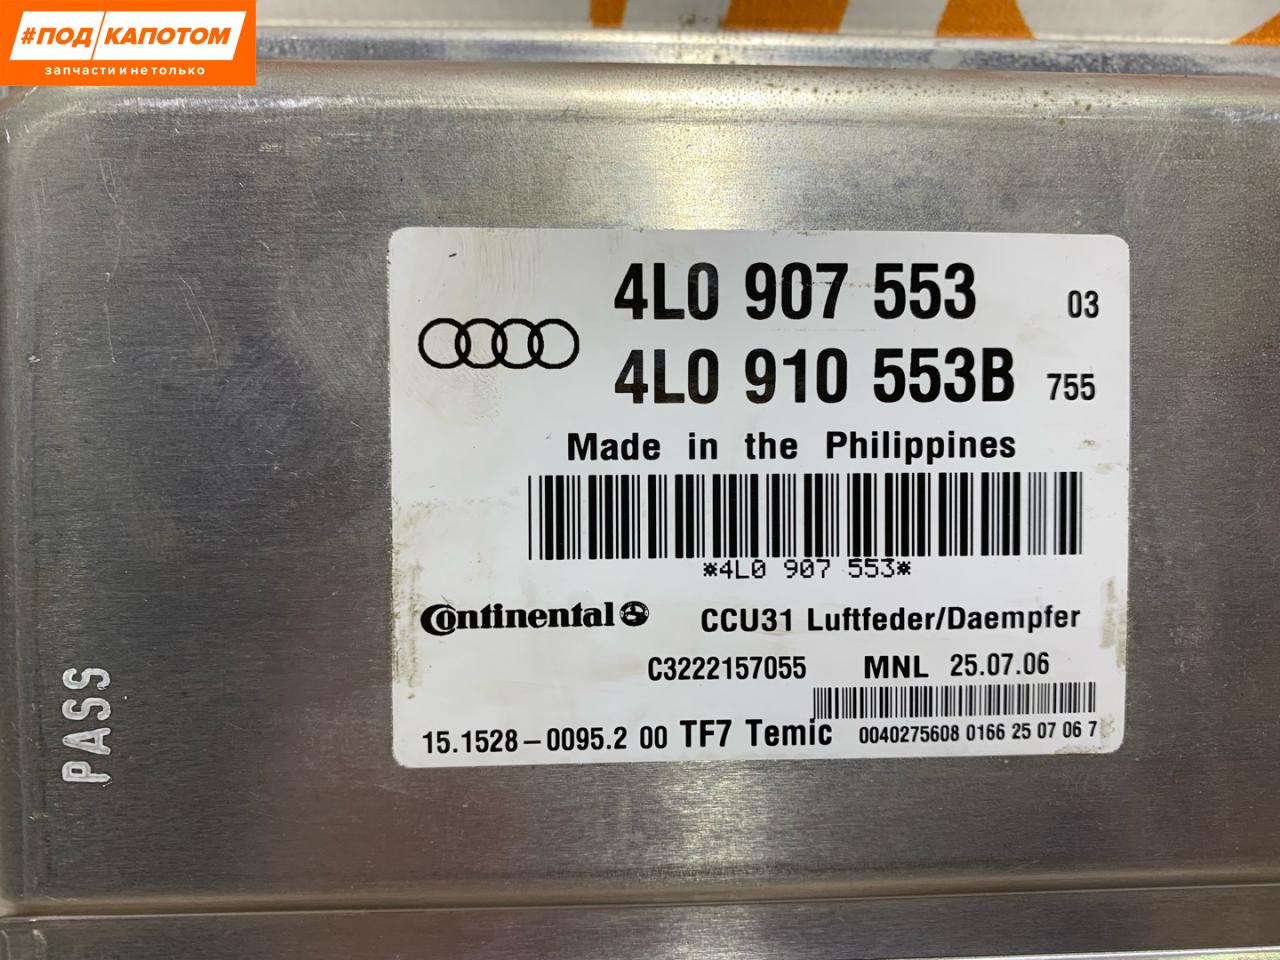 #ПОД КАПОТОМ
запчасти и не только
4L0 907 553 03
4L0 910 553B 755
Made in the Philippines
*4L0 907 553*
Continental CCU31 Luftfeder/Daempfer
C3222157055 MNL 25.07.06
15.1528-0095.2 00 TF7 Temic 0040275608 0166 25 07 06 7
PASS